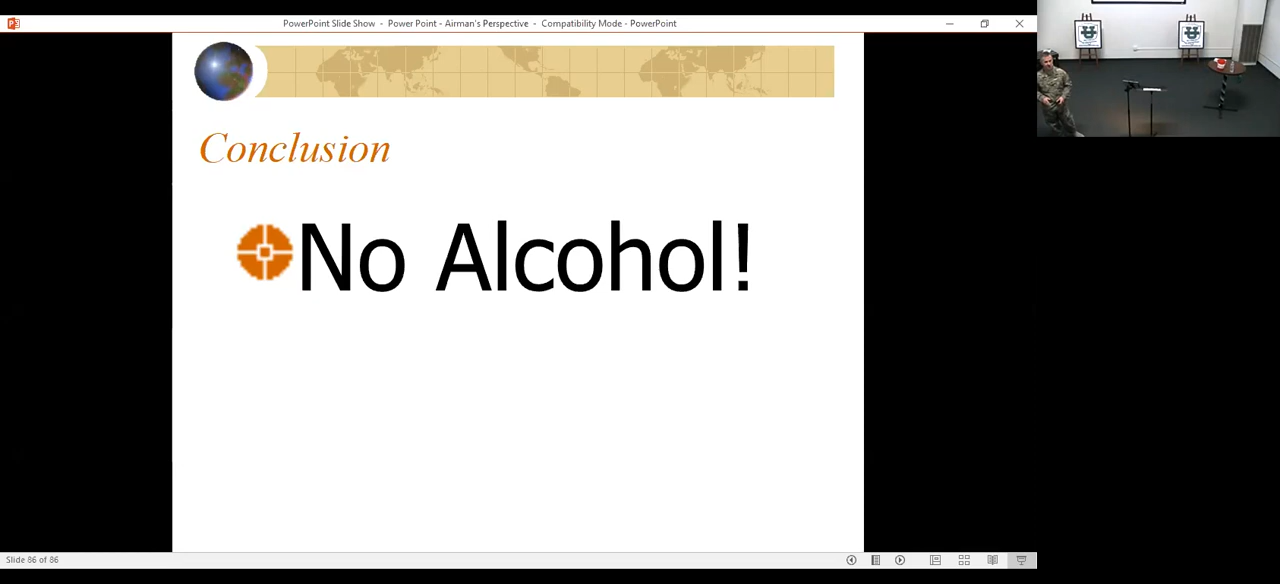 PowerPoint Slide Show - Power Point - Airman's Perspective - Compatibility Mode - PowerPoint
Conclusion
No Alcohol!
Slide 86 of 86